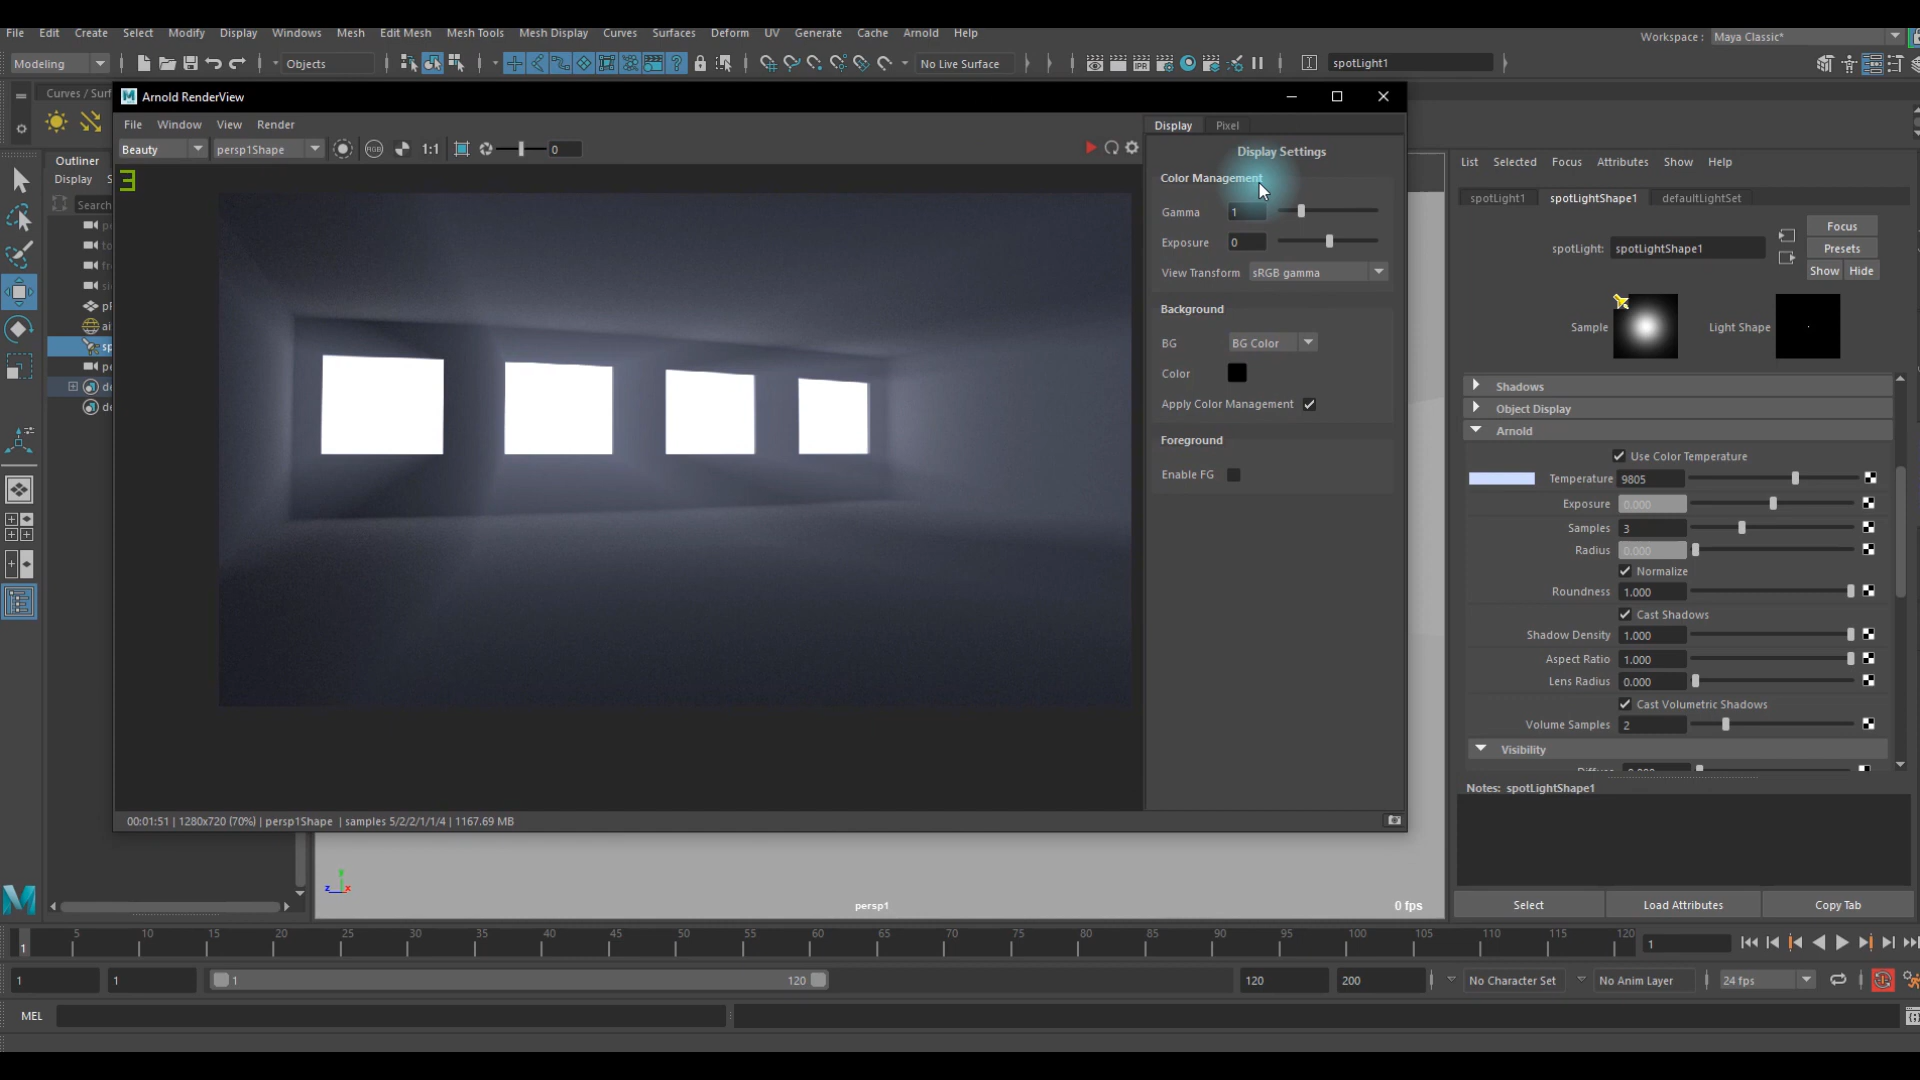 File Edit Create Select Modify Display Windows Mesh Edit Mesh Mesh Tools Mesh Display Curves Surfaces Deform UV Generate Cache Arnold Help
Workspace : Maya Classic*
Modeling Objects No Live Surface spotLight1
Curves / Surf
Arnold RenderView
File Window View Render
Beauty persp1Shape RGB 1:1 0
3
Outliner
Display
Search...
Display Pixel
Display Settings
Color Management
Gamma 1
Exposure 0
View Transform sRGB gamma
Background
BG BG Color
Color
Apply Color Management
Foreground
Enable FG
00:01:51 | 1280x720 (70%) | persp1Shape | samples 5/2/2/1/1/4 | 1167.69 MB
persp1
0 fps
z y x
List Selected Focus Attributes Show Help
spotLight1 spotLightShape1 defaultLightSet
Focus
spotLight: spotLightShape1 Presets
Show Hide
Sample Light Shape
Shadows
Object Display
Arnold
Use Color Temperature
Temperature 9805
Exposure 0.000
Samples 3
Radius 0.000
Normalize
Roundness 1.000
Cast Shadows
Shadow Density 1.000
Aspect Ratio 1.000
Lens Radius 0.000
Cast Volumetric Shadows
Volume Samples 2
Visibility
Notes: spotLightShape1
Select Load Attributes Copy Tab
1 5 10 15 20 25 30 35 40 45 50 55 60 65 70 75 80 85 90 95 100 105 110 115 120 1
1 1 1 120 120 200 No Character Set No Anim Layer 24 fps
MEL